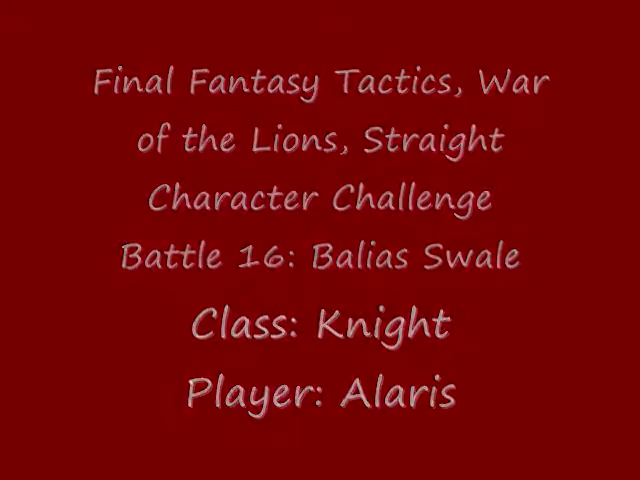 Final Fantasy Tactics, War
of the Lions, Straight
Character Challenge
Battle 16: Balias Swale
Class: Knight
Player: Alaris